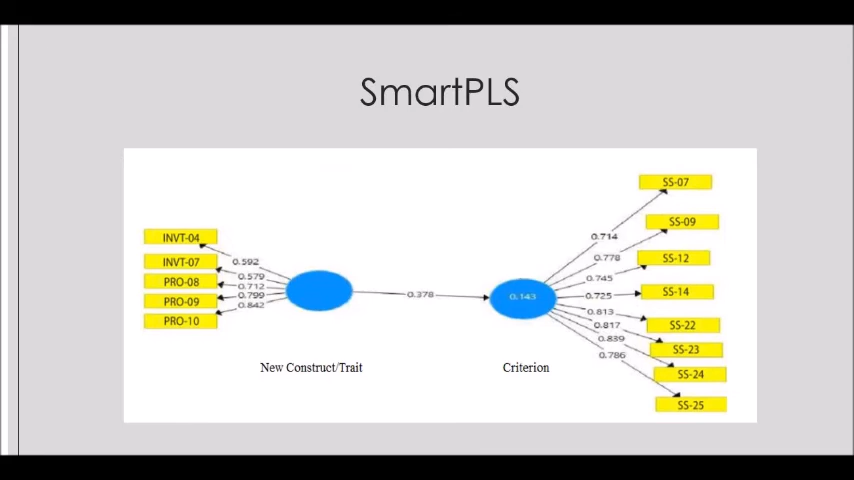 SmartPLS
INVT-04
INVT-07
PRO-08
PRO-09
PRO-10
0.592
0.579
0.712
0.799
0.842
0.378
0.143
New Construct/Trait
Criterion
0.714
0.778
0.745
0.725
0.813
0.817
0.839
0.786
SS-07
SS-09
SS-12
SS-14
SS-22
SS-23
SS-24
SS-25